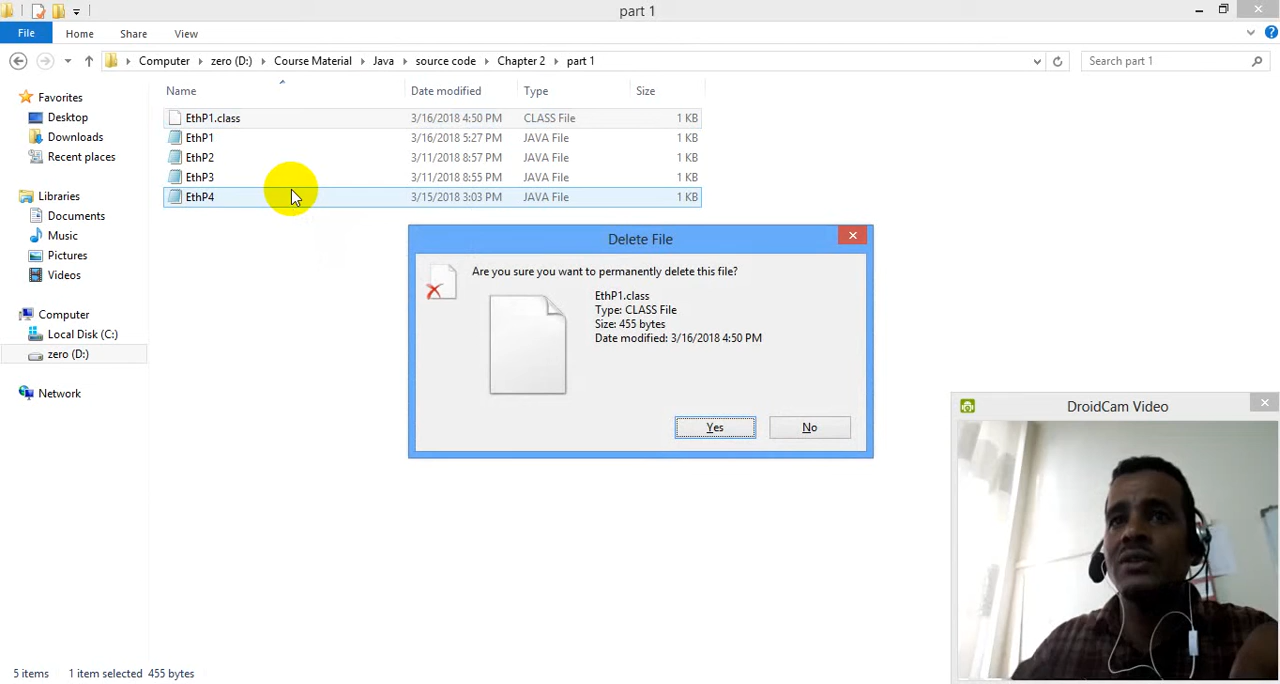 part 1
File Home Share View
Computer zero (D:) Course Material Java source code Chapter 2 part 1
Search part 1
Name Date modified Type Size
Favorites
Desktop
Downloads
Recent places
Libraries
Documents
Music
Pictures
Videos
Computer
Local Disk (C:)
zero (D:)
Network
EthP1.class 3/16/2018 4:50 PM CLASS File 1 KB
EthP1 3/16/2018 5:27 PM JAVA File 1 KB
EthP2 3/11/2018 8:57 PM JAVA File 1 KB
EthP3 3/11/2018 8:55 PM JAVA File 1 KB
EthP4 3/15/2018 3:03 PM JAVA File 1 KB
Delete File
Are you sure you want to permanently delete this file?
EthP1.class
Type: CLASS File
Size: 455 bytes
Date modified: 3/16/2018 4:50 PM
Yes No
DroidCam Video
5 items 1 item selected 455 bytes